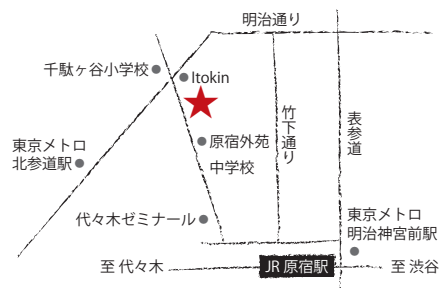 明治通り
千駄ヶ谷小学校
Itokin
竹下通り
表参道
東京メトロ
北参道駅
原宿外苑
中学校
代々木ゼミナール
東京メトロ
明治神宮前駅
至 代々木
JR 原宿駅
至 渋谷